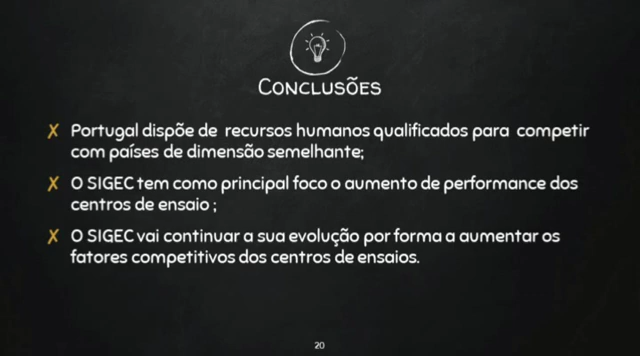 CONCLUSÕES
X Portugal dispõe de recursos humanos qualificados para competir
com países de dimensão semelhante;
X O SIGEC tem como principal foco o aumento de performance dos
centros de ensaio ;
X O SIGEC vai continuar a sua evolução por forma a aumentar os
fatores competitivos dos centros de ensaios.
20